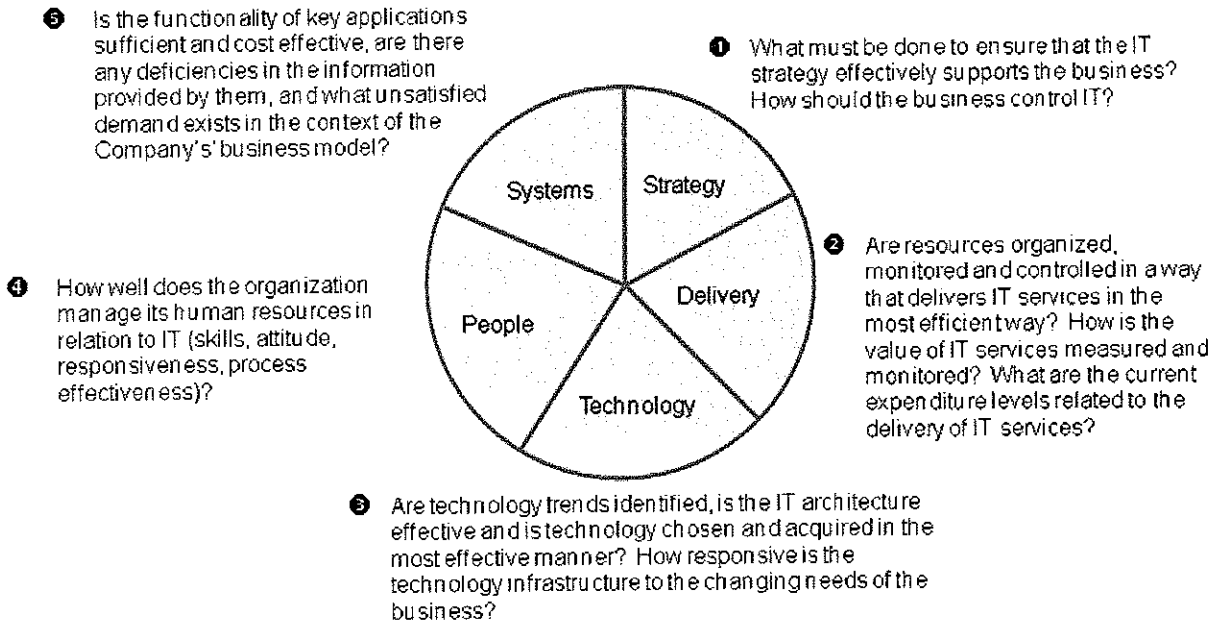 ❺ Is the functionality of key applications
sufficient and cost effective, are there
any deficiencies in the information
provided by them, and what unsatisfied
demand exists in the context of the
Company's' business model?
❶ What must be done to ensure that the IT
strategy effectively supports the business?
How should the business control IT?
Systems
Strategy
❷ Are resources organized,
monitored and controlled in a way
that delivers IT services in the
most efficient way? How is the
value of IT services measured and
monitored? What are the current
expenditure levels related to the
delivery of IT services?
Delivery
❹ How well does the organization
manage its human resources in
relation to IT (skills, attitude,
responsiveness, process
effectiveness)?
People
Technology
❸ Are technology trends identified, is the IT architecture
effective and is technology chosen and acquired in the
most effective manner? How responsive is the
technology infrastructure to the changing needs of the
business?